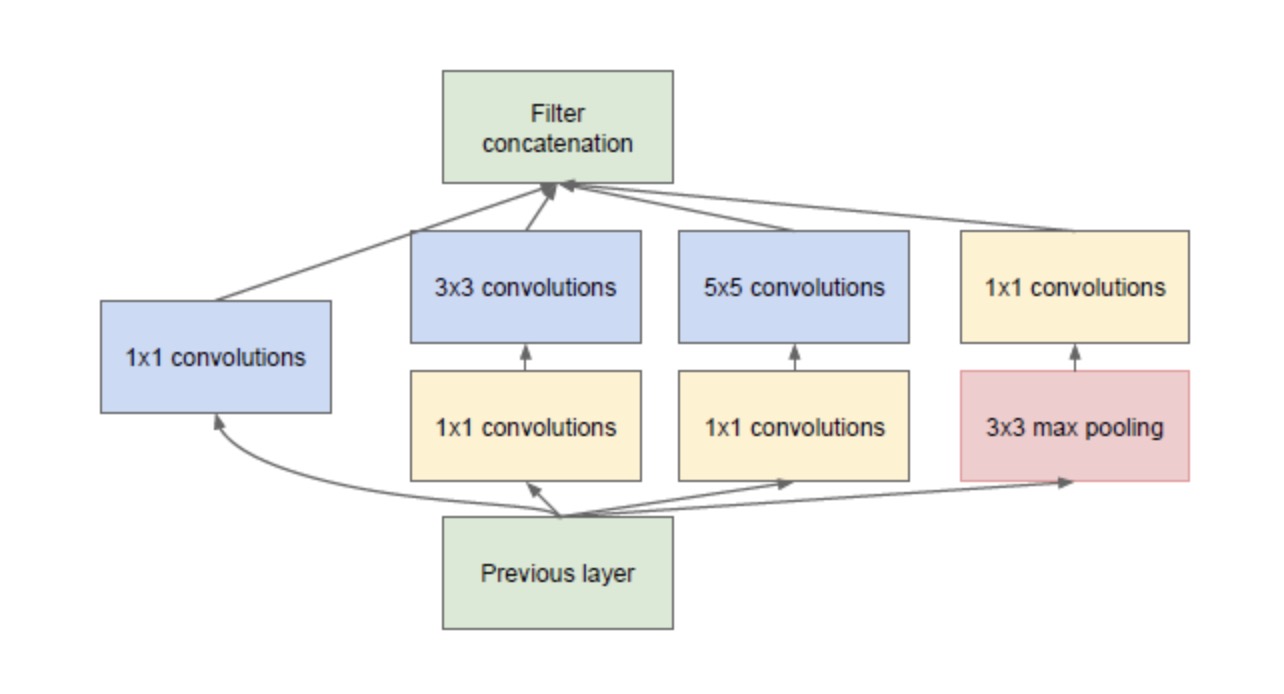 Filter
concatenation
3x3 convolutions
5x5 convolutions
1x1 convolutions
1x1 convolutions
1x1 convolutions
1x1 convolutions
3x3 max pooling
Previous layer